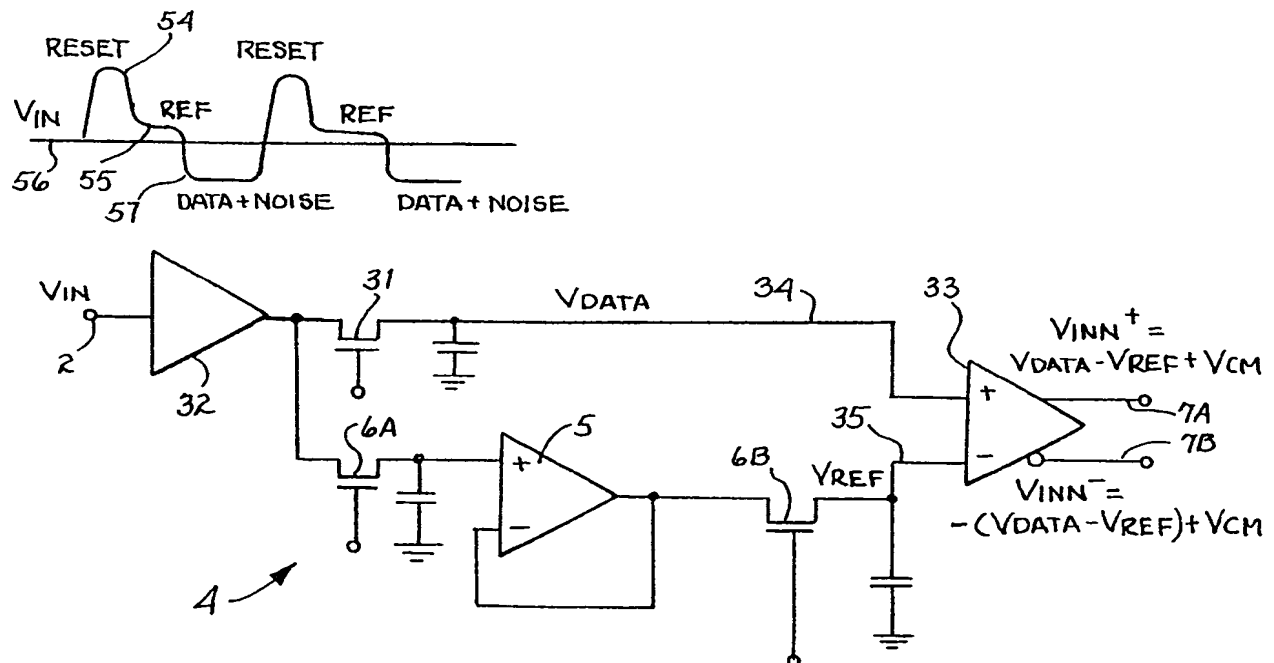 54
RESET
RESET
VIN
REF
REF
56
55
57
DATA+NOISE
DATA + NOISE
VIN
2
32
31
VDATA
34
33
VINN+ =
VDATA - VREF + VCM
7A
7B
VINN- =
-(VDATA - VREF) + VCM
6A
5
6B
VREF
35
+
-
+
-
4